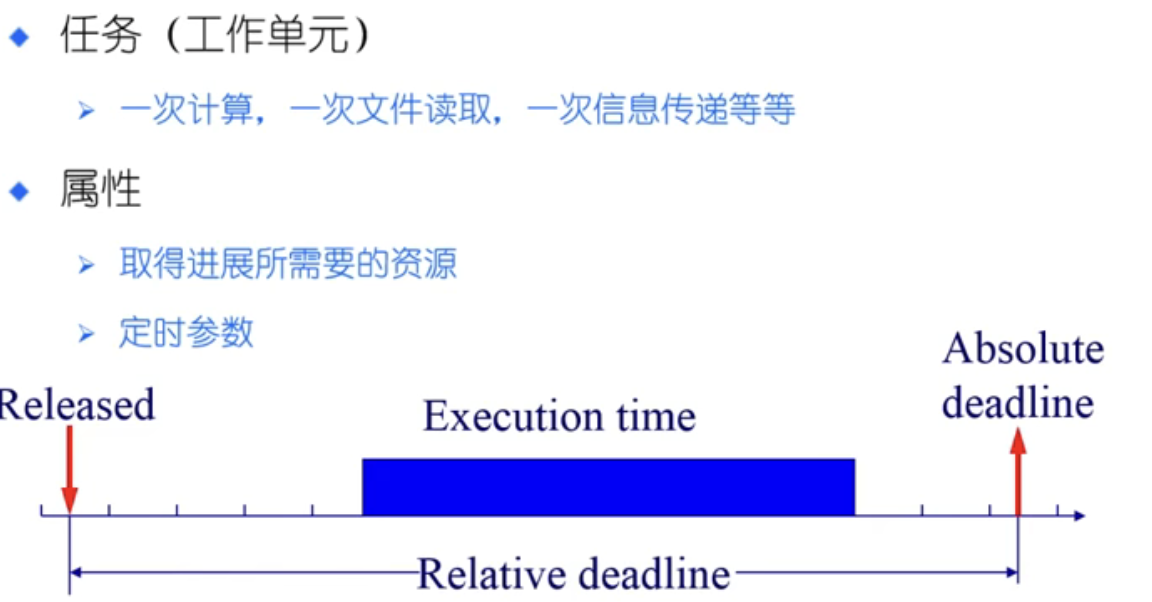 任务（工作单元）
一次计算，一次文件读取，一次信息传递等等
属性
取得进展所需要的资源
定时参数
Released
Execution time
Absolute
deadline
Relative deadline